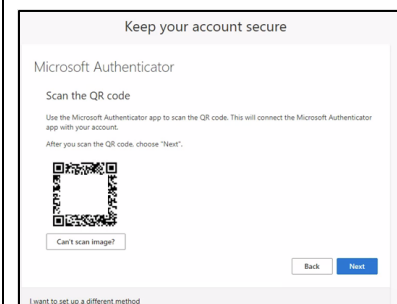 Keep your account secure
Microsoft Authenticator
Scan the QR code
Use the Microsoft Authenticator app to scan the QR code. This will connect the Microsoft Authenticator
app with your account.
After you scan the QR code, choose "Next".
Can't scan image?
Back Next
I want to set up a different method